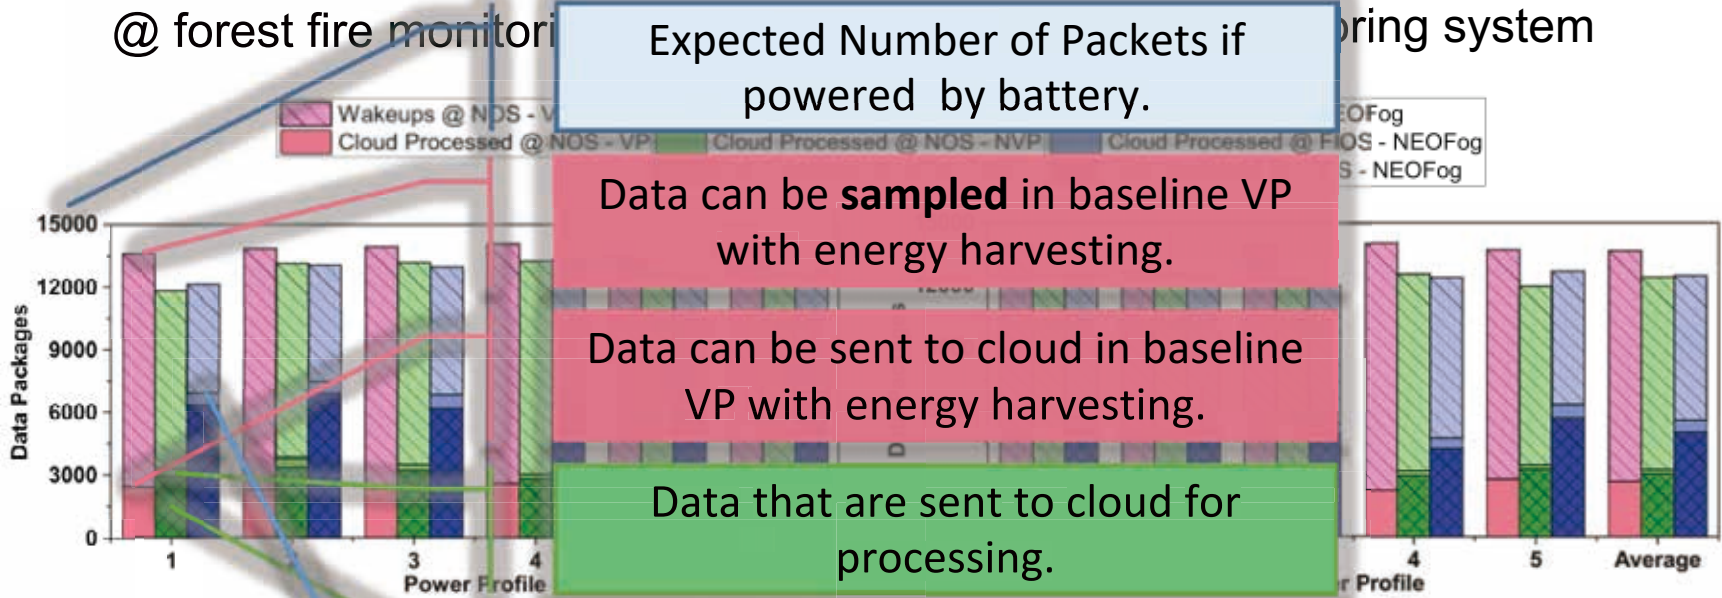 @ forest fire monitori
oring system
Expected Number of Packets if
powered by battery.
Wakeups @ NOS - V
EOFog
Cloud Processed @ NOS - VP
Cloud Processed @ NOS - NVP
Cloud Processed @ FIOS - NEOFog
S - NEOFog
Data can be sampled in baseline VP
with energy harvesting.
Data can be sent to cloud in baseline
VP with energy harvesting.
Data that are sent to cloud for
processing.
Data Packages
15000
12000
9000
6000
3000
0
1
3
4
Power Profile
12000
4
5
Average
r Profile